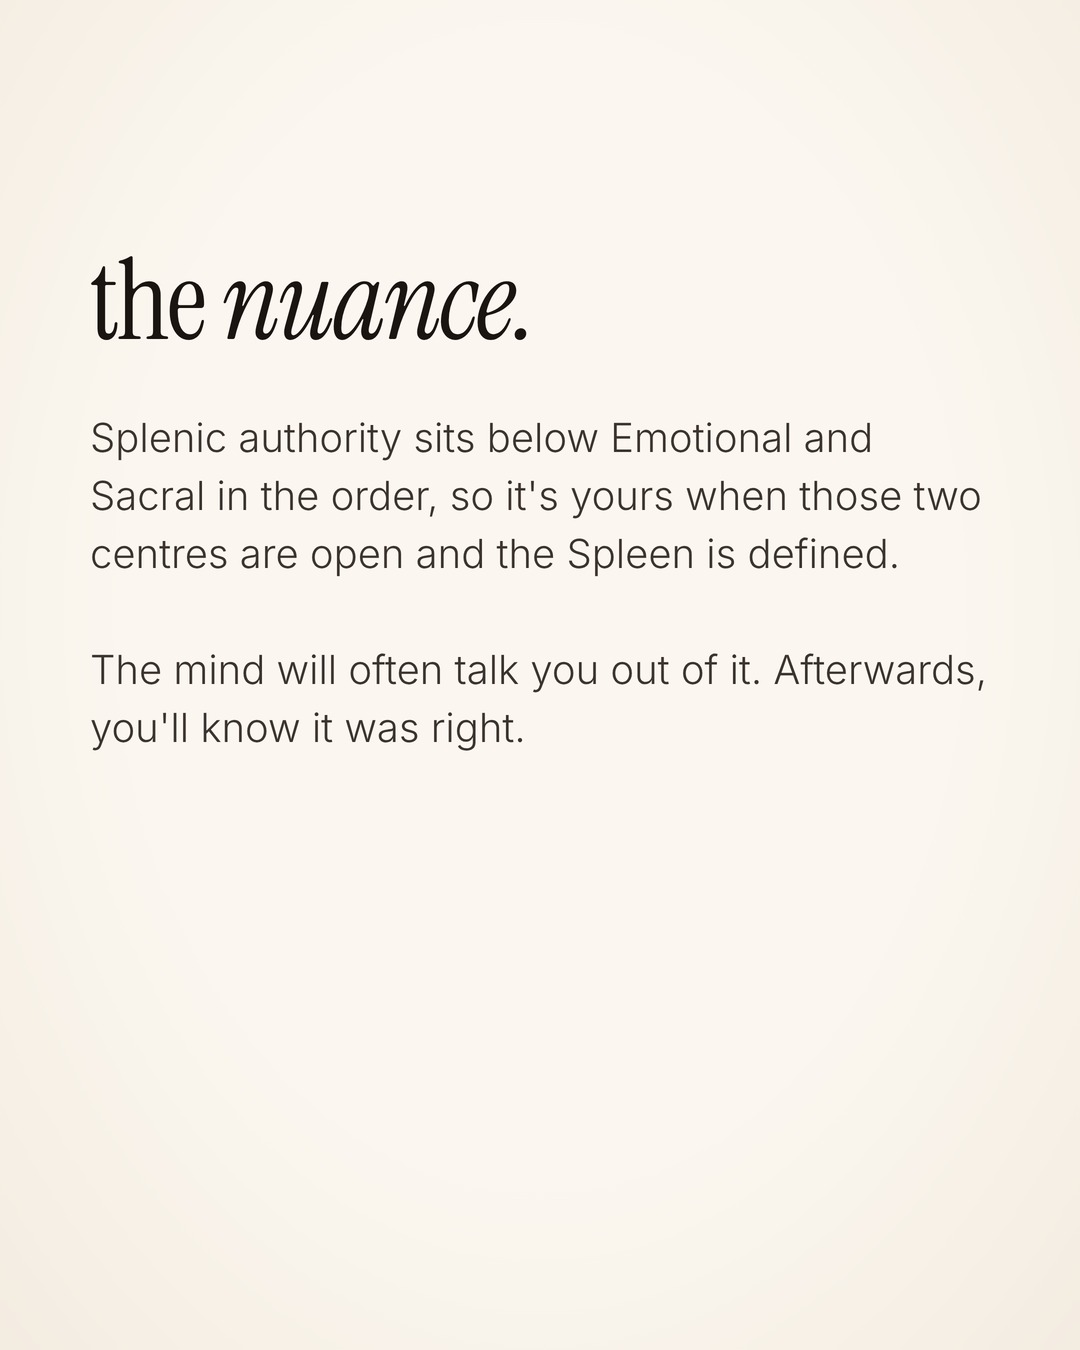 the nuance.
Splenic authority sits below Emotional and
Sacral in the order, so it's yours when those two
centres are open and the Spleen is defined.
The mind will often talk you out of it. Afterwards,
you'll know it was right.